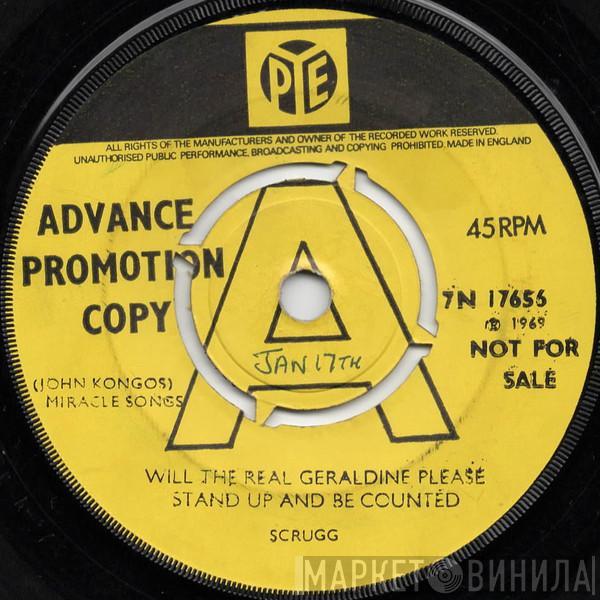 PYE
ALL RIGHTS OF THE MANUFACTURERS AND OWNER OF THE RECORDED WORK RESERVED.
UNAUTHORISED PUBLIC PERFORMANCE, BROADCASTING AND COPYING PROHIBITED. MADE IN ENGLAND
ADVANCE
PROMOTION
COPY
A
45 RPM
7N 17656
℗ 1969
NOT FOR
SALE
JAN 17TH
(JOHN KONGOS)
MIRACLE SONGS
WILL THE REAL GERALDINE PLEASE
STAND UP AND BE COUNTED
SCRUGG
МАРКЕТ ВИНИЛА